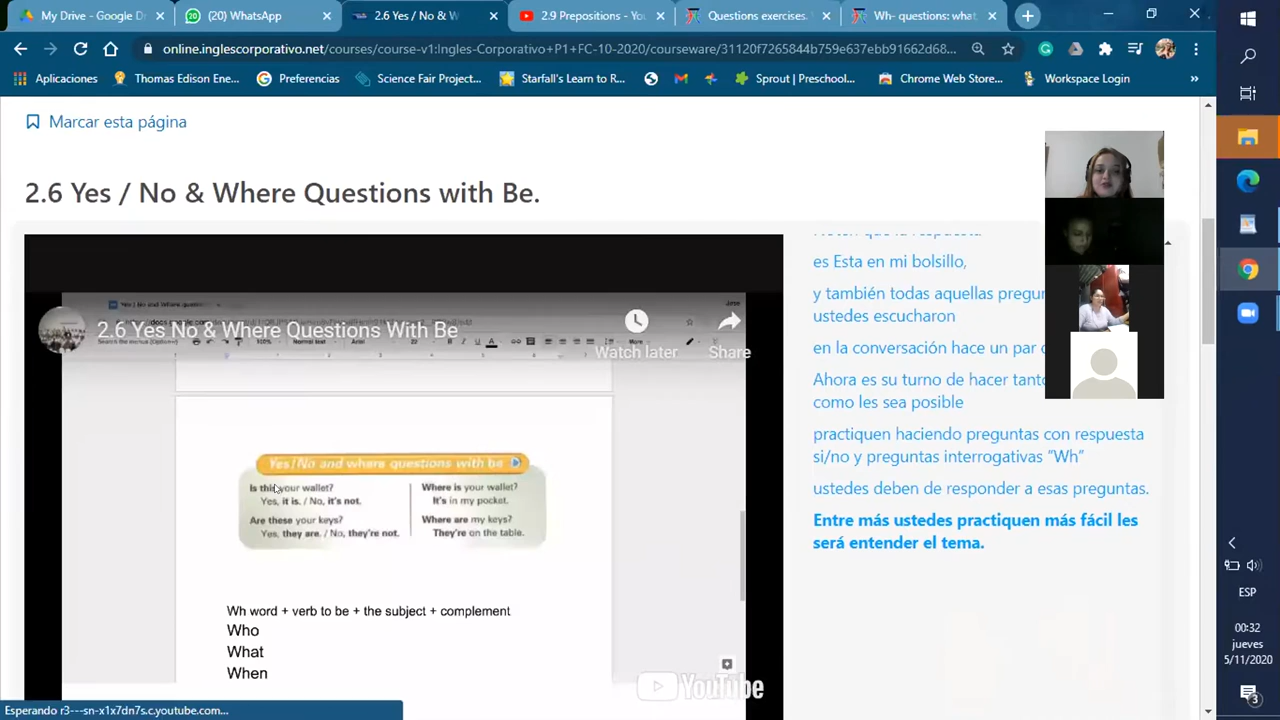 My Drive - Google D
(20) WhatsApp
2.6 Yes / No & W
2.9 Prepositions - Yo
Questions exercises.
Wh- questions: what
online.inglescorporativo.net/courses/course-v1:Ingles-Corporativo+P1+FC-10-2020/courseware/31120f7265844b759e637ebb91662d68...
Aplicaciones
Thomas Edison Ene...
Preferencias
Science Fair Project...
Starfall's Learn to R...
Sprout | Preschool...
Chrome Web Store...
Workspace Login
»
Marcar esta página
2.6 Yes / No & Where Questions with Be.
2.6 Yes No & Where Questions With Be
Watch later
Share
Yes/No and where questions with be
Is this your wallet?
Yes, it is. / No, it's not.
Are these your keys?
Yes, they are. / No, they're not.
Where is your wallet?
It's in my pocket.
Where are my keys?
They're on the table.
Wh word + verb to be + the subject + complement
Who
What
When
YouTube
es Esta en mi bolsillo,
y también todas aquellas pregun
ustedes escucharon
en la conversación hace un par
Ahora es su turno de hacer tant
como les sea posible
practiquen haciendo preguntas con respuesta
si/no y preguntas interrogativas "Wh"
ustedes deben de responder a esas preguntas.
Entre más ustedes practiquen más fácil les
será entender el tema.
Esperando r3---sn-x1x7dn7s.c.youtube.com...
ESP
00:32
jueves
5/11/2020
3